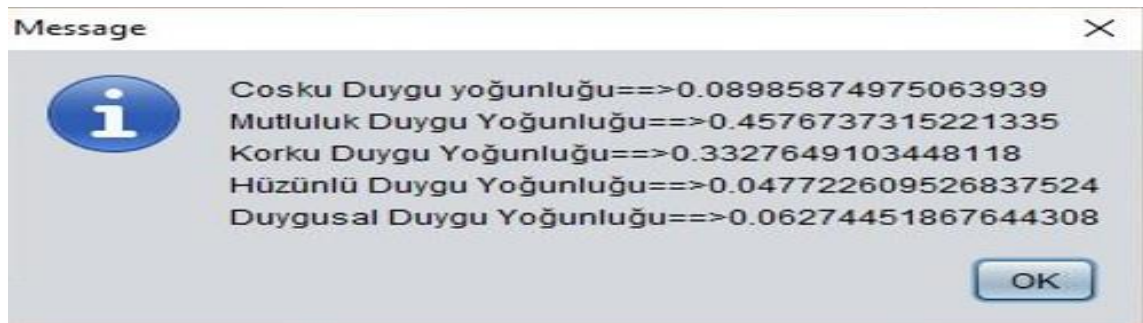 Message
Cosku Duygu yoğunluğu==>0.08985874975063939
Mutluluk Duygu Yoğunluğu==>0.4576737315221335
Korku Duygu Yoğunluğu==>0.3327649103448118
Hüzünlü Duygu Yoğunluğu==>0.047722609526837524
Duygusal Duygu Yoğunluğu==>0.06274451867644308
OK